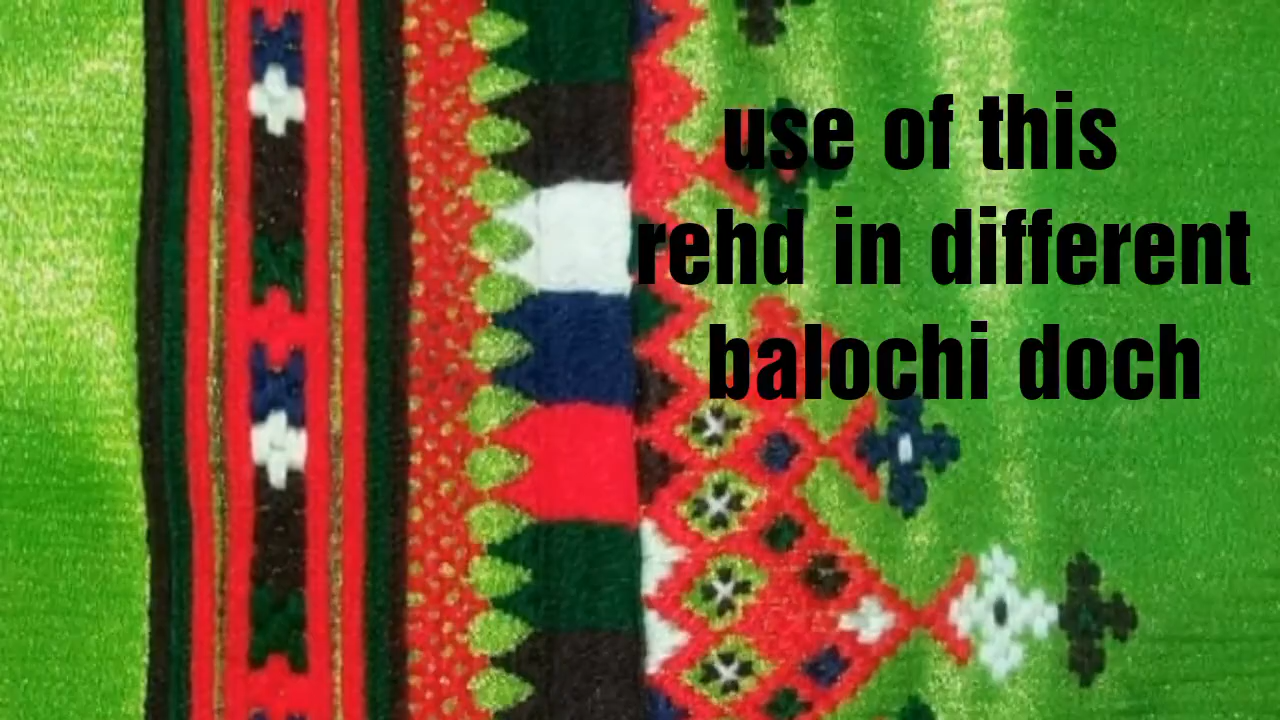 use of this
rehd in different
balochi doch